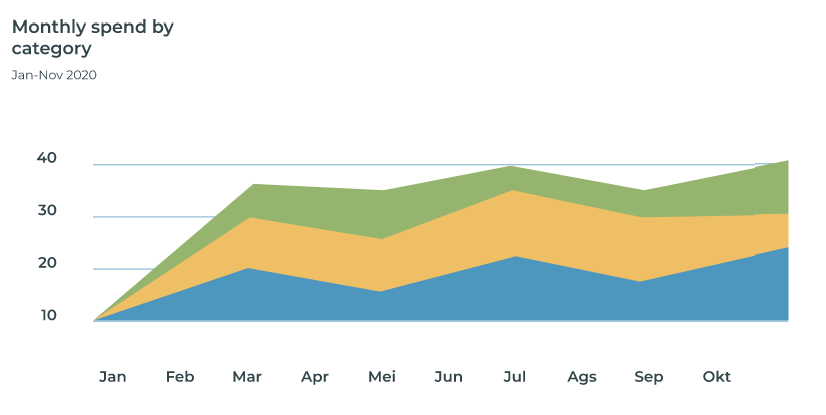 Monthly spend by
category
Jan-Nov 2020
40
30
20
10
Jan Feb Mar Apr Mei Jun Jul Ags Sep Okt